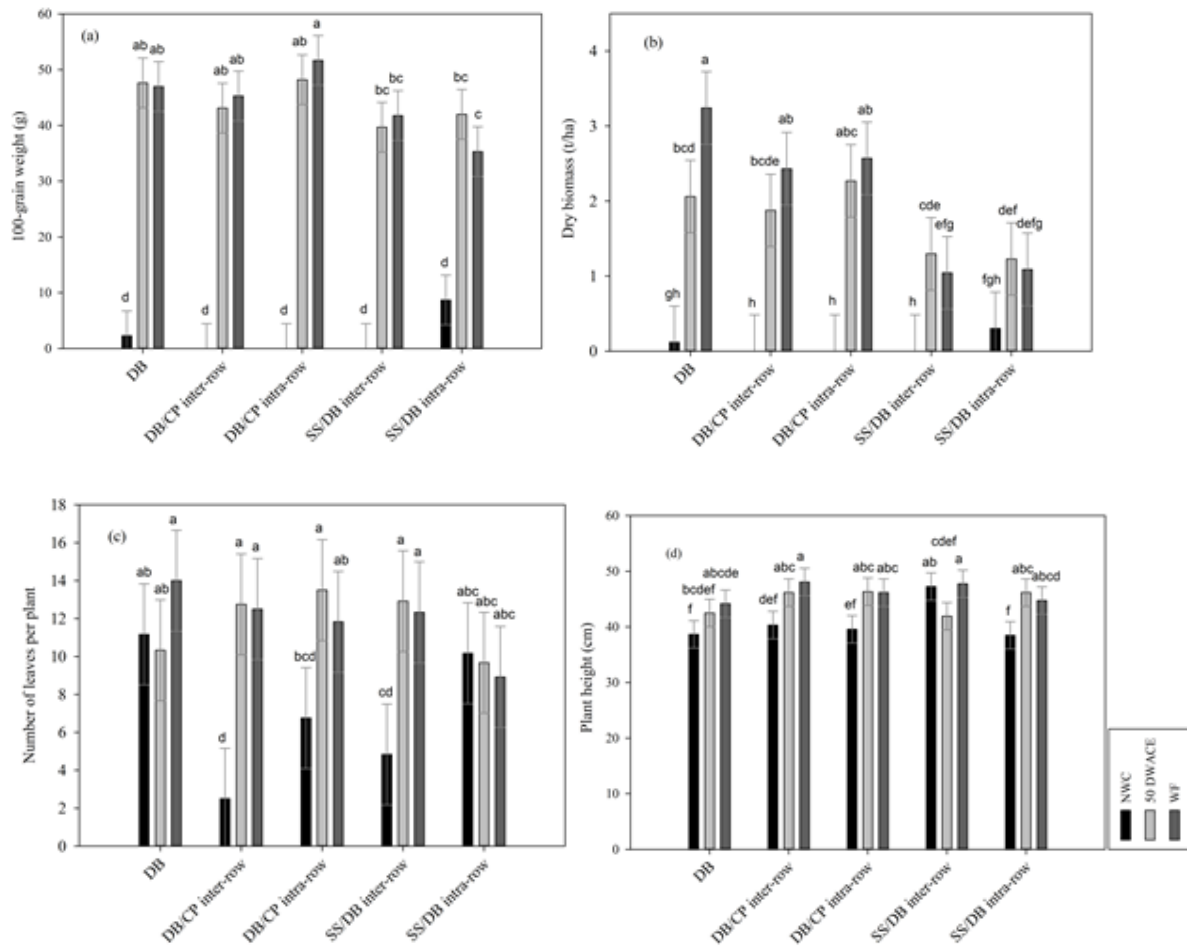 (a)
100-grain weight (g)
60
50
40
30
20
10
0
d ab ab
d ab ab
d ab a
d bc bc
d bc c
DB
DB/CP inter-row
DB/CP intra-row
SS/DB inter-row
SS/DB intra-row
(b)
Dry biomass (t/ha)
4
3
2
1
0
gh bcd a
h bcde ab
h abc ab
h cde efg
fgh def defg
DB
DB/CP inter-row
DB/CP intra-row
SS/DB inter-row
SS/DB intra-row
(c)
Number of leaves per plant
18
16
14
12
10
8
6
4
2
0
ab ab a
d a a
bcd a ab
cd a a
abc abc abc
DB
DB/CP inter-row
DB/CP intra-row
SS/DB inter-row
SS/DB intra-row
(d)
Plant height (cm)
60
50
40
30
20
10
0
f bcdef abcde
def abc a
ef abc abc
ab cdef a
f abc abcd
DB
DB/CP inter-row
DB/CP intra-row
SS/DB inter-row
SS/DB intra-row
NWC
50 DWACE
WF